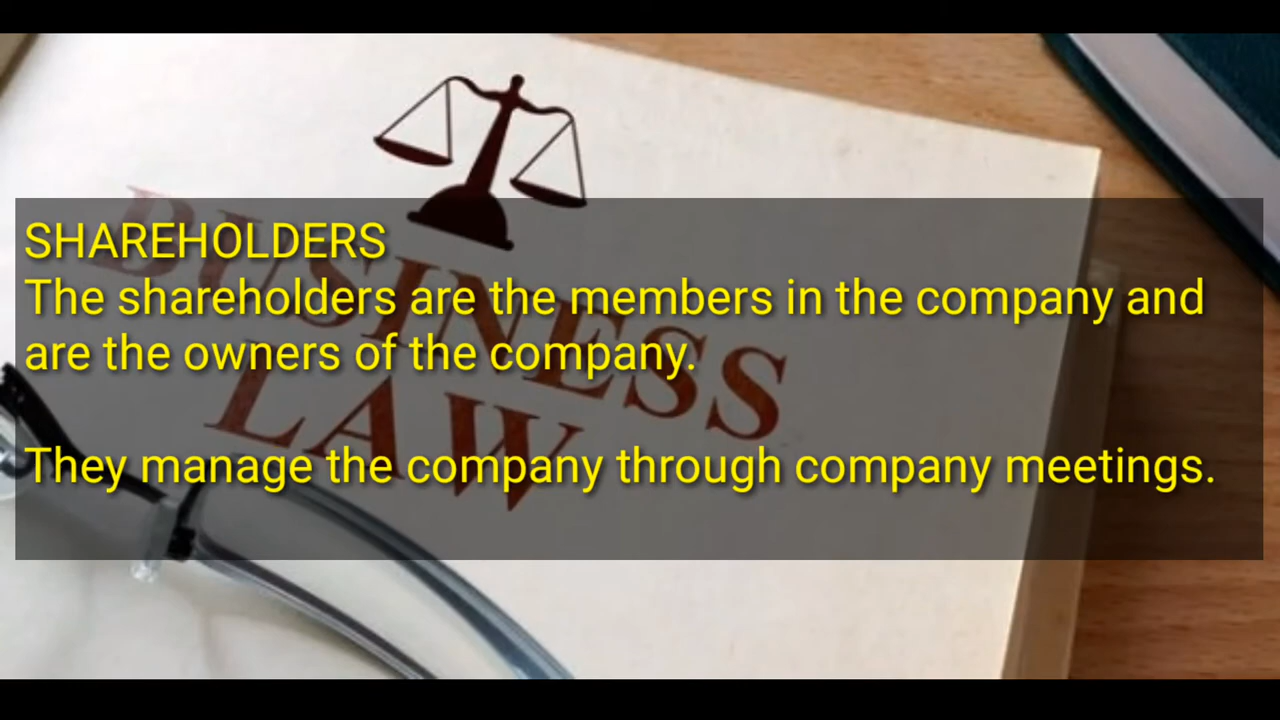 BUSINESS
LAW
SHAREHOLDERS
The shareholders are the members in the company and
are the owners of the company.
They manage the company through company meetings.